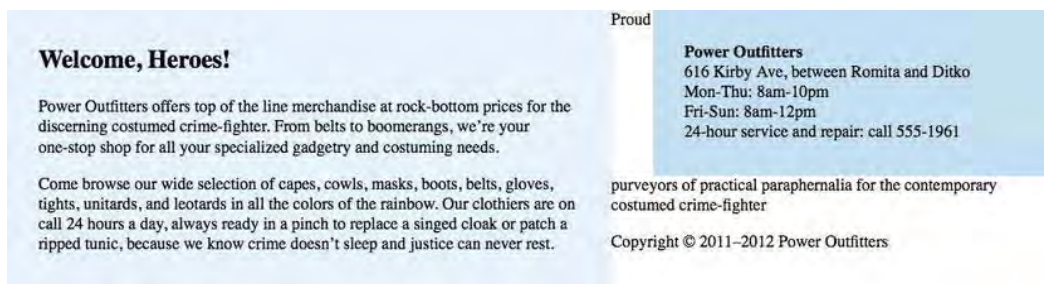 Welcome, Heroes!
Power Outfitters offers top of the line merchandise at rock-bottom prices for the
discerning costumed crime-fighter. From belts to boomerangs, we’re your
one-stop shop for all your specialized gadgetry and costuming needs.
Come browse our wide selection of capes, cowls, masks, boots, belts, gloves,
tights, unitards, and leotards in all the colors of the rainbow. Our clothiers are on
call 24 hours a day, always ready in a pinch to replace a singed cloak or patch a
ripped tunic, because we know crime doesn’t sleep and justice can never rest.
Proud
Power Outfitters
616 Kirby Ave, between Romita and Ditko
Mon-Thu: 8am-10pm
Fri-Sun: 8am-12pm
24-hour service and repair: call 555-1961
purveyors of practical paraphernalia for the contemporary
costumed crime-fighter
Copyright © 2011–2012 Power Outfitters